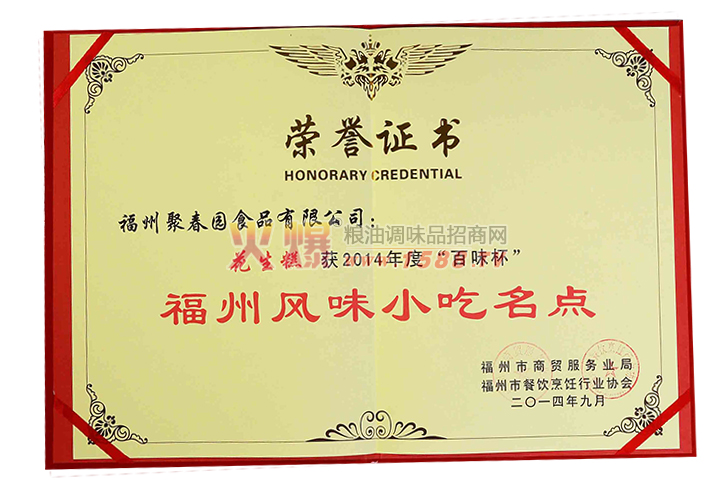 荣誉证书
HONORARY CREDENTIAL
福州聚春园食品有限公司：
火爆 粮油调味品招商网
花生糕 获2014年度“百味杯”
福州风味小吃名点
福州市商贸服务业局
福州市餐饮烹饪行业协会
二〇一四年九月